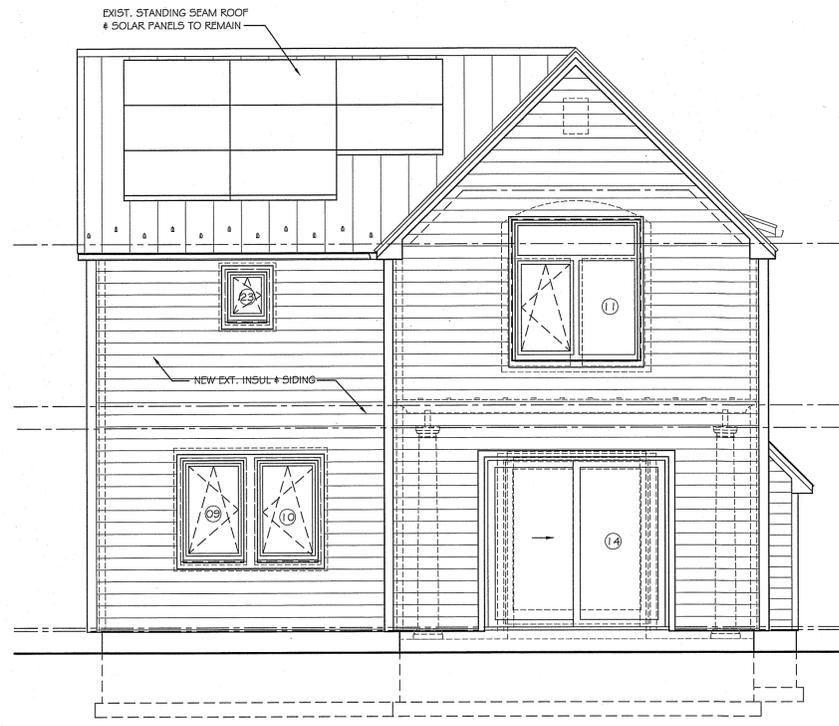 EXIST. STANDING SEAM ROOF
& SOLAR PANELS TO REMAIN
23
11
NEW EXT. INSUL & SIDING
09
10
14